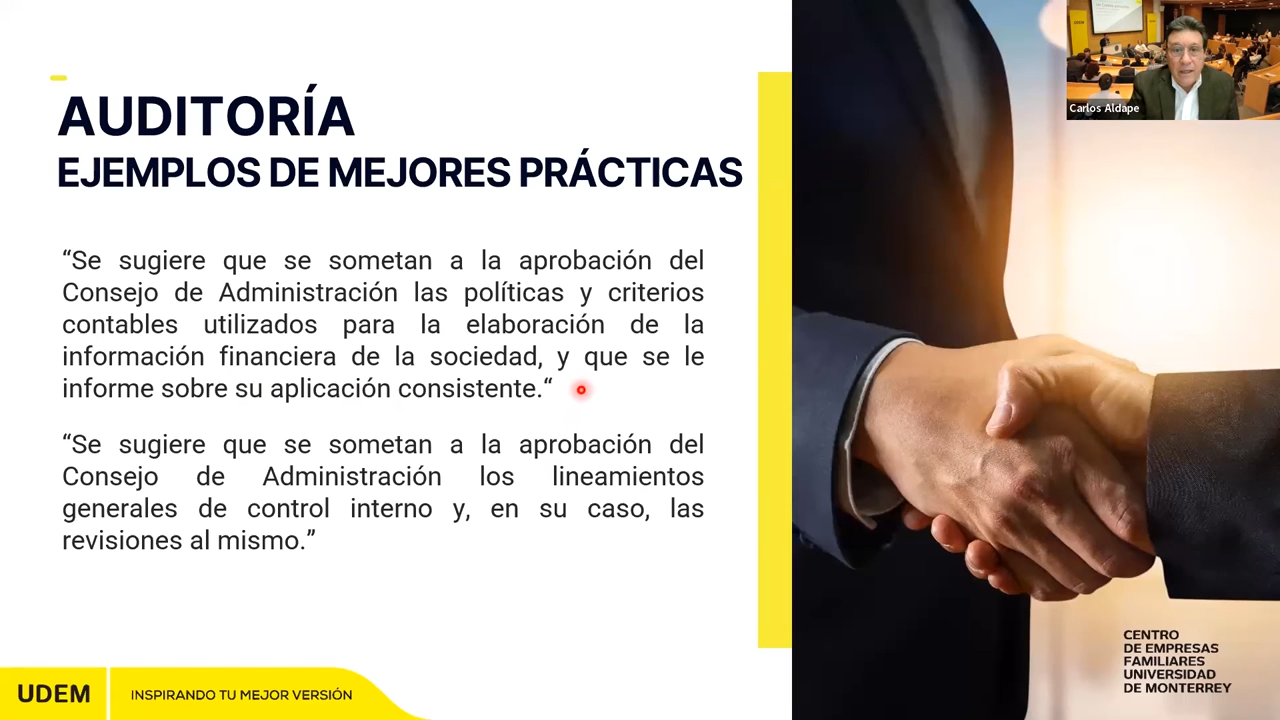 AUDITORÍA
EJEMPLOS DE MEJORES PRÁCTICAS
“Se sugiere que se sometan a la aprobación del
Consejo de Administración las políticas y criterios
contables utilizados para la elaboración de la
información financiera de la sociedad, y que se le
informe sobre su aplicación consistente.“
“Se sugiere que se sometan a la aprobación del
Consejo de Administración los lineamientos
generales de control interno y, en su caso, las
revisiones al mismo.”
UDEM
INSPIRANDO TU MEJOR VERSIÓN
UDEM
Carlos Aldape
CENTRO
DE EMPRESAS
FAMILIARES
UNIVERSIDAD
DE MONTERREY